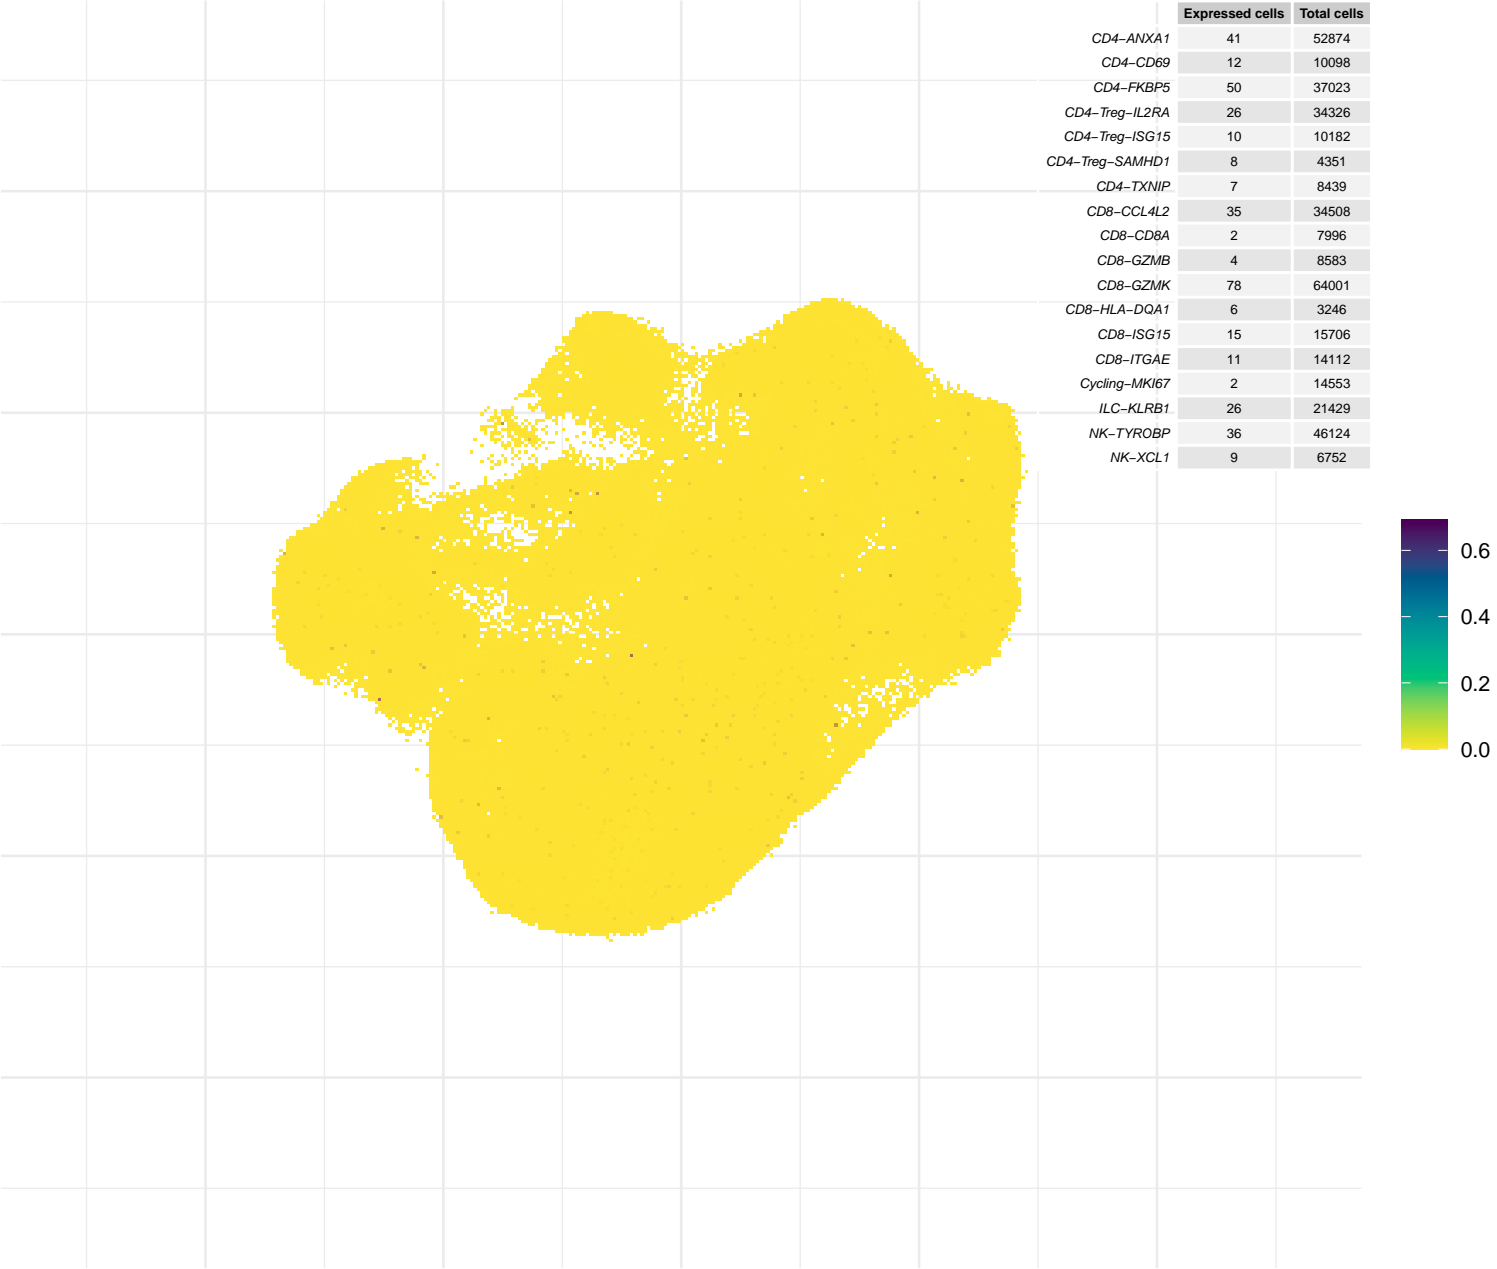 Expressed cells Total cells
CD4−ANXA1 41 52874
CD4−CD69 12 10098
CD4−FKBP5 50 37023
CD4−Treg−IL2RA 26 34326
CD4−Treg−ISG15 10 10182
CD4−Treg−SAMHD1 8 4351
CD4−TXNIP 7 8439
CD8−CCL4L2 35 34508
CD8−CD8A 2 7996
CD8−GZMB 4 8583
CD8−GZMK 78 64001
CD8−HLA−DQA1 6 3246
CD8−ISG15 15 15706
CD8−ITGAE 11 14112
Cycling−MKI67 2 14553
ILC−KLRB1 26 21429
NK−TYROBP 36 46124
NK−XCL1 9 6752
0.6
0.4
0.2
0.0